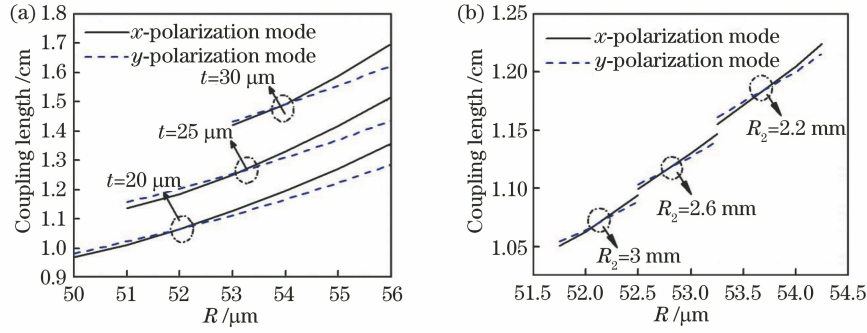 (a)
1.8
1.7
1.6
1.5
1.4
1.3
1.2
1.1
1.0
0.9
Coupling length /cm
x-polarization mode
y-polarization mode
t=30 μm
t=25 μm
t=20 μm
50 51 52 53 54 55 56
R /μm
(b)
1.25
1.20
1.15
1.10
1.05
Coupling length /cm
x-polarization mode
y-polarization mode
R₂=2.2 mm
R₂=2.6 mm
R₂=3 mm
51.5 52.0 52.5 53.0 53.5 54.0 54.5
R /μm